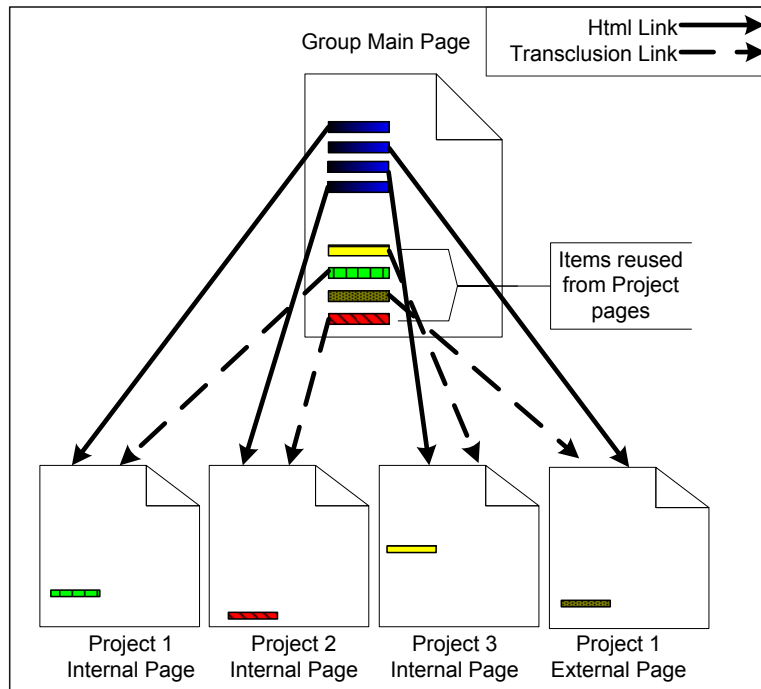 Html Link
Transclusion Link
Group Main Page
Items reused
from Project
pages
Project 1
Internal Page
Project 2
Internal Page
Project 3
Internal Page
Project 1
External Page